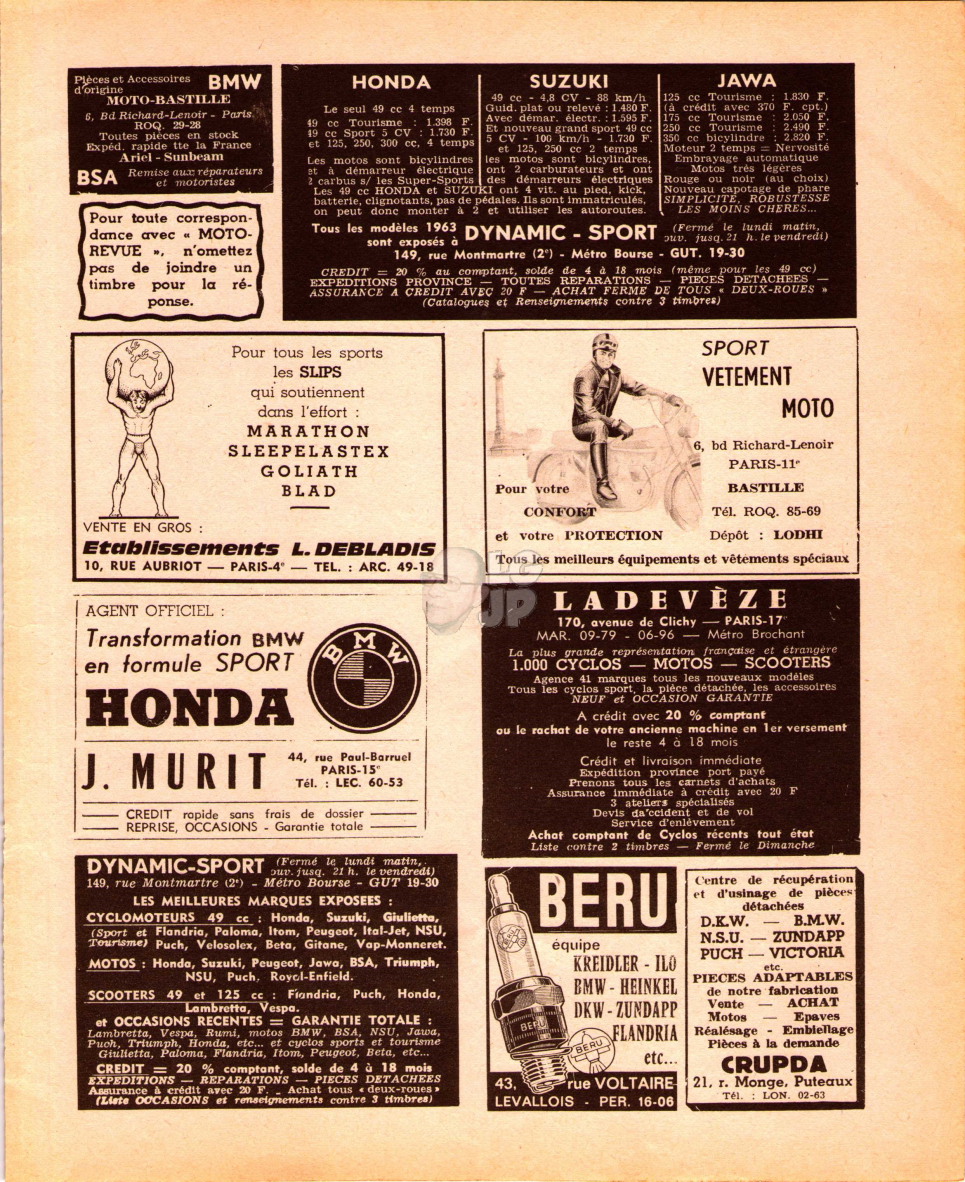 Pièces et Accessoires
d'origine
BMW
MOTO-BASTILLE
6, Bd Richard-Lenoir - Paris
ROQ. 29-28
Toutes pièces en stock
Expéd. rapide tte la France
Ariel - Sunbeam
BSA
Remise aux réparateurs
et motoristes
Pour toute correspon-
dance avec « MOTO-
REVUE », n'omettez
pas de joindre un
timbre pour la ré-
ponse.
HONDA
Le seul 49 cc 4 temps
49 cc Tourisme : 1.398 F.
49 cc Sport 5 CV : 1.730 F.
et 125, 250, 300 cc, 4 temps
Les motos sont bicylindres
et à démarreur électrique
2 carbus s/ les Super-Sports
SUZUKI
49 cc - 4,8 CV - 88 km/h
Guid. plat ou relevé : 1.480 F.
Avec démar. électr. : 1.595 F.
Et nouveau grand sport 49 cc
5 CV - 100 km/h - 1.730 F.
et 125, 250 cc 2 temps
les motos sont bicylindres,
ont 2 carburateurs et ont
des démarreurs électriques
Les 49 cc HONDA et SUZUKI ont 4 vit. au pied, kick,
batterie, clignotants, pas de pédales. Ils sont immatriculés,
on peut donc monter à 2 et utiliser les autoroutes.
JAWA
125 cc Tourisme : 1.830 F.
(à crédit avec 370 F. cpt.)
175 cc Tourisme : 2.050 F.
250 cc Tourisme : 2.490 F.
350 cc bicylindre : 2.820 F.
Moteur 2 temps = Nervosité
Embrayage automatique
Motos très légères
Rouge ou noir (au choix)
Nouveau capotage de phare
SIMPLICITE, ROBUSTESSE
LES MOINS CHERES...
Tous les modèles 1963
sont exposés à
DYNAMIC - SPORT
(Fermé le lundi matin,
ouv. jusq. 21 h. le vendredi)
149, rue Montmartre (2e) - Métro Bourse - GUT. 19-30
CREDIT = 20 % au comptant, solde de 4 à 18 mois (même pour les 49 cc)
EXPEDITIONS PROVINCE — TOUTES REPARATIONS — PIECES DETACHEES —
ASSURANCE A CREDIT AVEC 20 F — ACHAT FERME DE TOUS « DEUX-ROUES »
(Catalogues et Renseignements contre 3 timbres)
Pour tous les sports
les SLIPS
qui soutiennent
dans l'effort :
MARATHON
SLEEPELASTEX
GOLIATH
BLAD
VENTE EN GROS :
Etablissements L. DEBLADIS
10, RUE AUBRIOT — PARIS-4e — TEL. : ARC. 49-18
SPORT
VETEMENT
MOTO
6, bd Richard-Lenoir
PARIS-11e
BASTILLE
Tél. ROQ. 85-69
Dépôt : LODHI
Pour votre
CONFORT
et votre PROTECTION
Tous les meilleurs équipements et vêtements spéciaux
LG
JP
AGENT OFFICIEL :
Transformation BMW
en formule SPORT
BMW
HONDA
J. MURIT
44, rue Paul-Barruel
PARIS-15e
Tél. : LEC. 60-53
CREDIT rapide sans frais de dossier
REPRISE, OCCASIONS - Garantie totale
LADEVÈZE
170, avenue de Clichy — PARIS-17e
MAR. 09-79 - 06-96 — Métro Brochant
La plus grande représentation française et étrangère
1.000 CYCLOS — MOTOS — SCOOTERS
Agence 41 marques tous les nouveaux modèles
Tous les cyclos sport, la pièce détachée, les accessoires
NEUF et OCCASION GARANTIE
A crédit avec 20 % comptant
ou le rachat de votre ancienne machine en 1er versement
le reste 4 à 18 mois
Crédit et livraison immédiate
Expédition province port payé
Prenons tous les carnets d'achats
Assurance immédiate à crédit avec 20 F
3 ateliers spécialisés
Devis da'ccident et de vol
Service d'enlèvement
Achat comptant de Cyclos récents tout état
Liste contre 2 timbres — Fermé le Dimanche
DYNAMIC-SPORT
(Fermé le lundi matin,
ouv. jusq. 21 h. le vendredi)
149, rue Montmartre (2e) - Métro Bourse - GUT 19-30
LES MEILLEURES MARQUES EXPOSEES :
CYCLOMOTEURS 49 cc : Honda, Suzuki, Giulietta,
(Sport et Flandria, Paloma, Itom, Peugeot, Ital-Jet, NSU,
Tourisme) Puch, Velosolex, Beta, Gitane, Vap-Monneret.
MOTOS : Honda, Suzuki, Peugeot, Jawa, BSA, Triumph,
NSU, Puch, Royal-Enfield.
SCOOTERS 49 et 125 cc : Flandria, Puch, Honda,
Lambretta, Vespa.
et OCCASIONS RECENTES = GARANTIE TOTALE :
Lambretta, Vespa, Rumi, motos BMW, BSA, NSU, Jawa,
Puch, Triumph, Honda, etc... et cyclos sports et tourisme
Giulietta, Paloma, Flandria, Itom, Peugeot, Beta, etc...
CREDIT = 20 % comptant, solde de 4 à 18 mois
EXPEDITIONS — REPARATIONS — PIECES DETACHEES
Assurance à crédit avec 20 F. - Achat tous « deux-roues »
(Liste OCCASIONS et renseignements contre 3 timbres)
BERU
équipe
KREIDLER - ILO
BMW - HEINKEL
DKW - ZUNDAPP
FLANDRIA
etc...
BERU
BERU
43, rue VOLTAIRE
LEVALLOIS - PER. 16-06
Centre de récupération
et d'usinage de pièces
détachées
D.K.W. — B.M.W.
N.S.U. — ZUNDAPP
PUCH — VICTORIA
etc.
PIECES ADAPTABLES
de notre fabrication
Vente — ACHAT
Motos — Epaves
Réalésage - Embiellage
Pièces à la demande
CRUPDA
21, r. Monge, Puteaux
Tél. : LON. 02-63